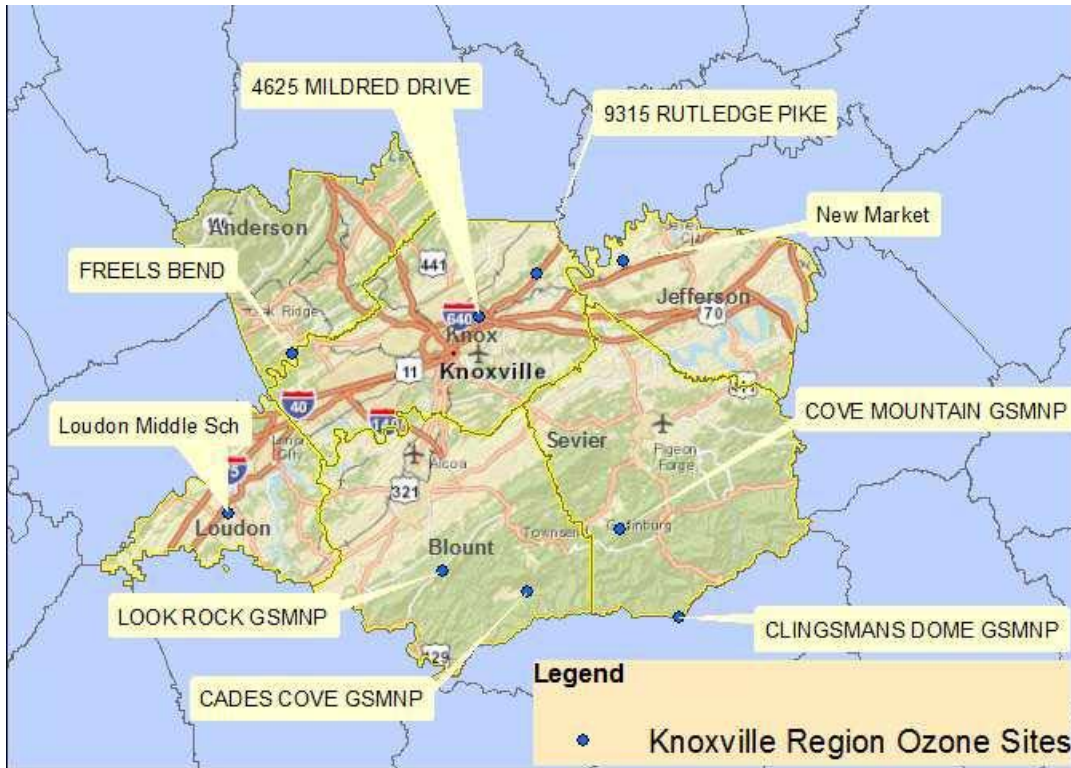 4625 MILDRED DRIVE
9315 RUTLEDGE PIKE
New Market
Anderson
FREELS BEND
441
Jefferson
70
640
Knox
Knoxville
11
40
Loudon Middle Sch
COVE MOUNTAIN GSMNP
Sevier
Pigeon
Forge
Alcoa
321
Loudon
Townsen
Blount
LOOK ROCK GSMNP
CLINGSMANS DOME GSMNP
CADES COVE GSMNP
129
Legend
Knoxville Region Ozone Sites